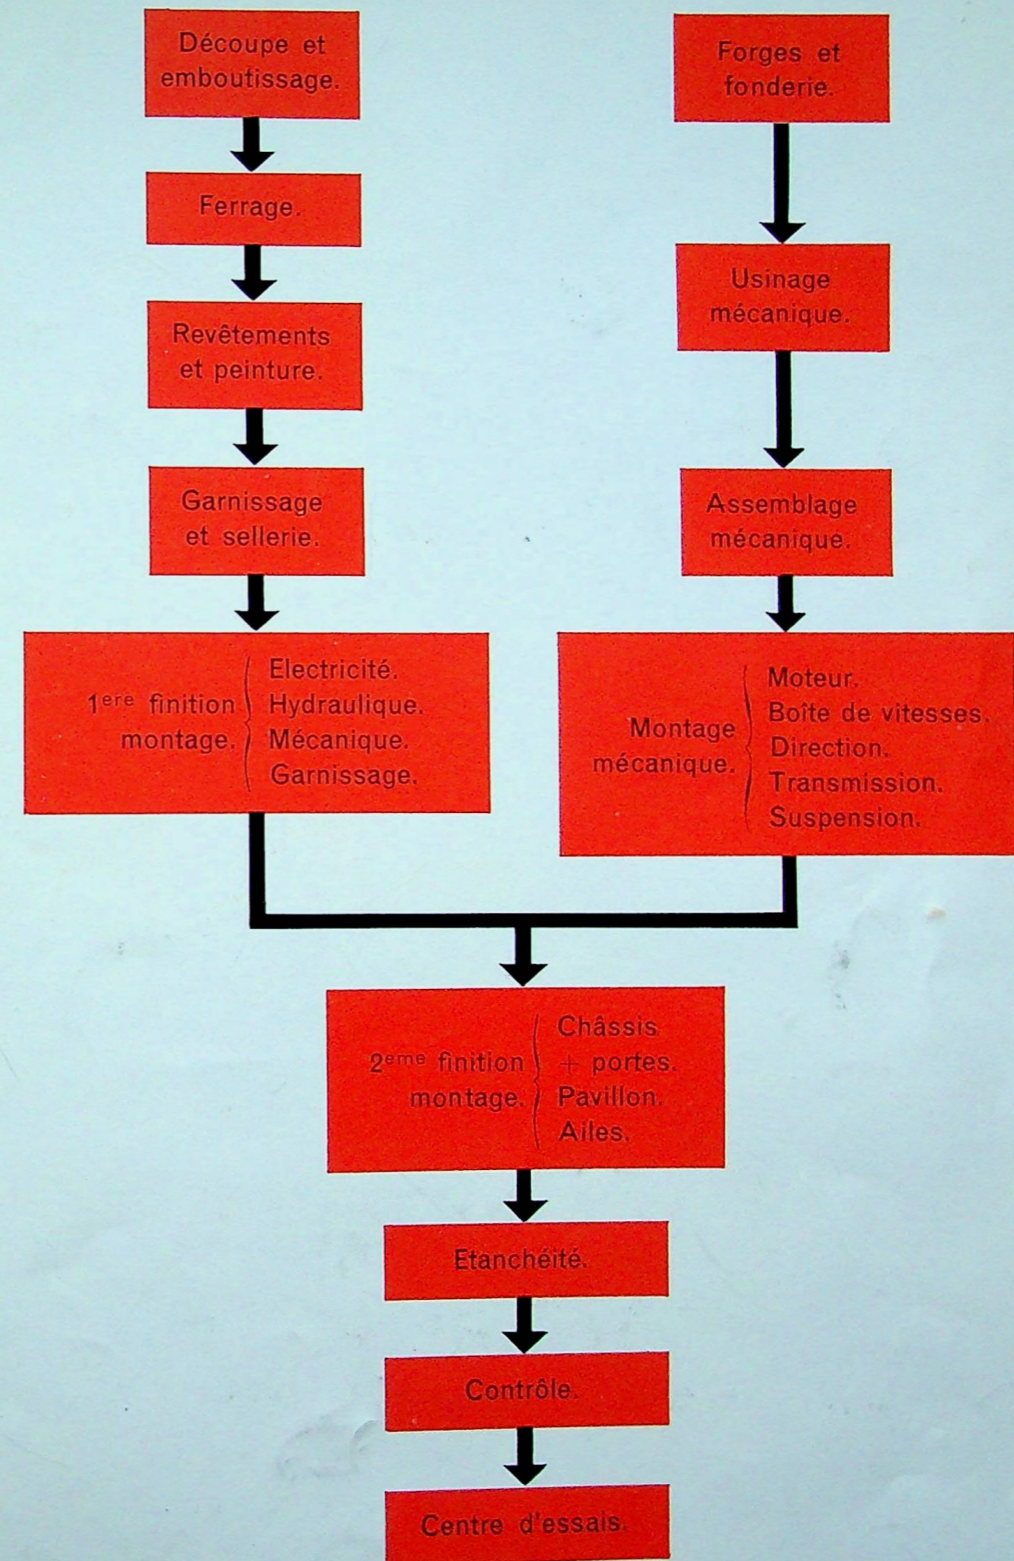 Découpe et
emboutissage.
Ferrage.
Revêtements
et peinture.
Garnissage
et sellerie.
1ere finition
montage.
Electricité.
Hydraulique.
Mécanique.
Garnissage.
Forges et
fonderie.
Usinage
mécanique.
Assemblage
mécanique.
Montage
mécanique.
Moteur.
Boîte de vitesses.
Direction.
Transmission.
Suspension.
2eme finition
montage.
Châssis
+ portes.
Pavillon.
Ailes.
Etanchéité.
Contrôle.
Centre d'essais.